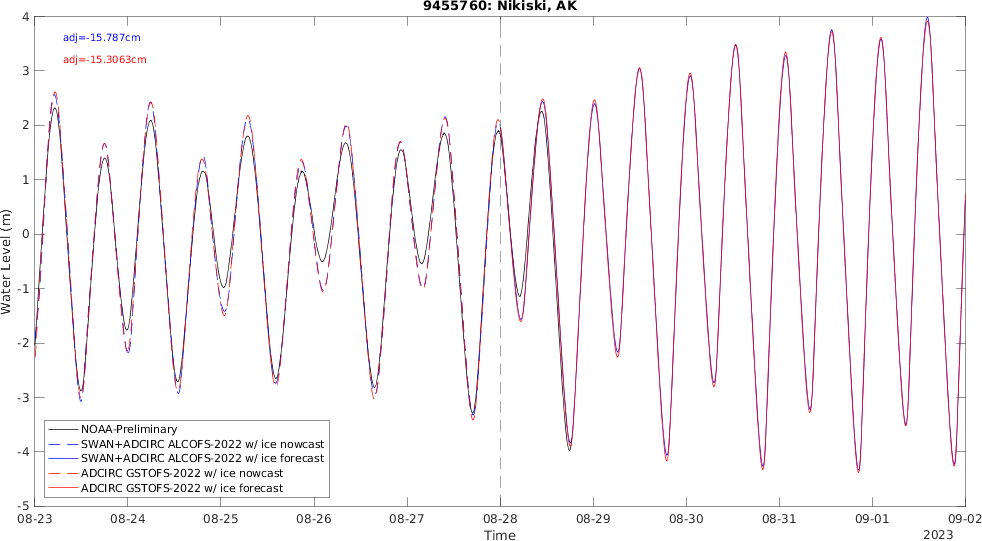 9455760: Nikiski, AK
adj=-15.787cm
adj=-15.3063cm
4
3
2
1
0
-1
-2
-3
-4
-5
Water Level (m)
NOAA-Preliminary
SWAN+ADCIRC ALCOFS-2022 w/ ice nowcast
SWAN+ADCIRC ALCOFS-2022 w/ ice forecast
ADCIRC GSTOFS-2022 w/ ice nowcast
ADCIRC GSTOFS-2022 w/ ice forecast
08-23 08-24 08-25 08-26 08-27 08-28 08-29 08-30 08-31 09-01 09-02
Time
2023